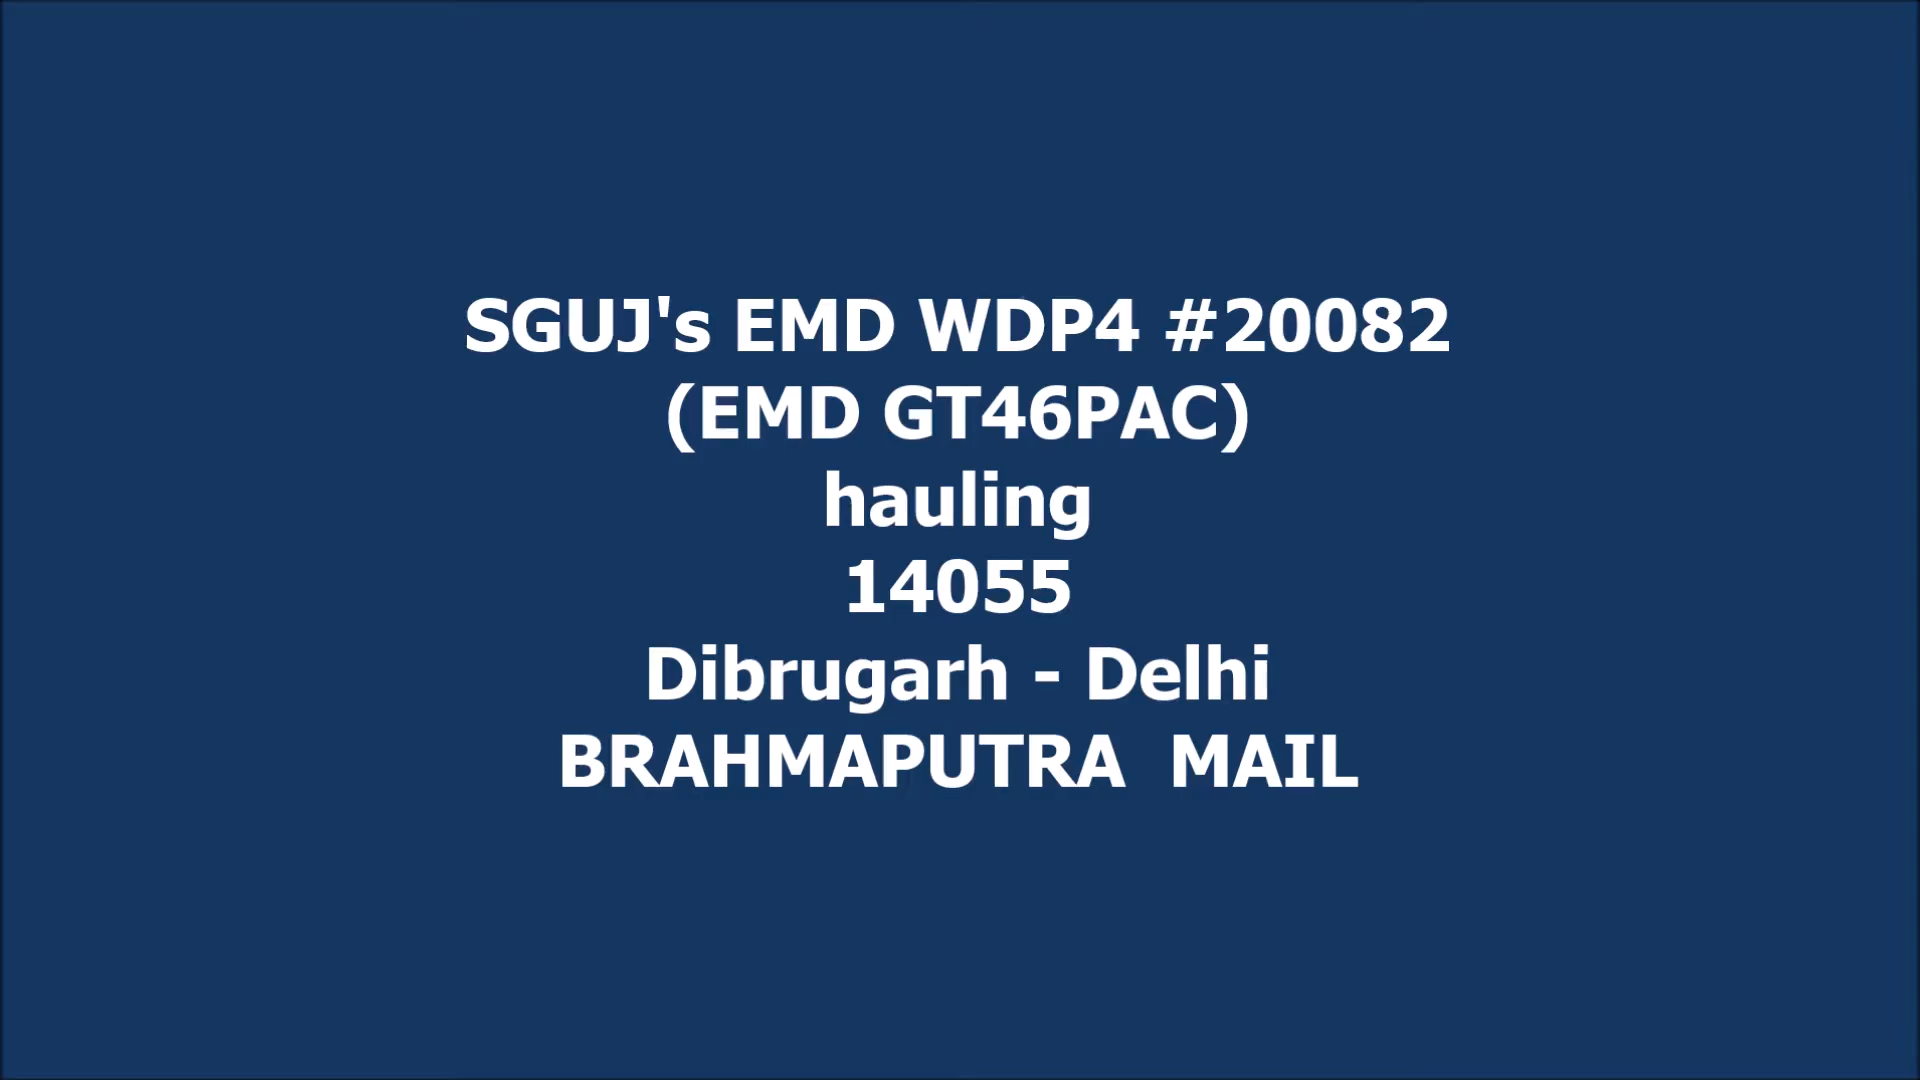 SGUJ's EMD WDP4 #20082
(EMD GT46PAC)
hauling
14055
Dibrugarh - Delhi
BRAHMAPUTRA  MAIL